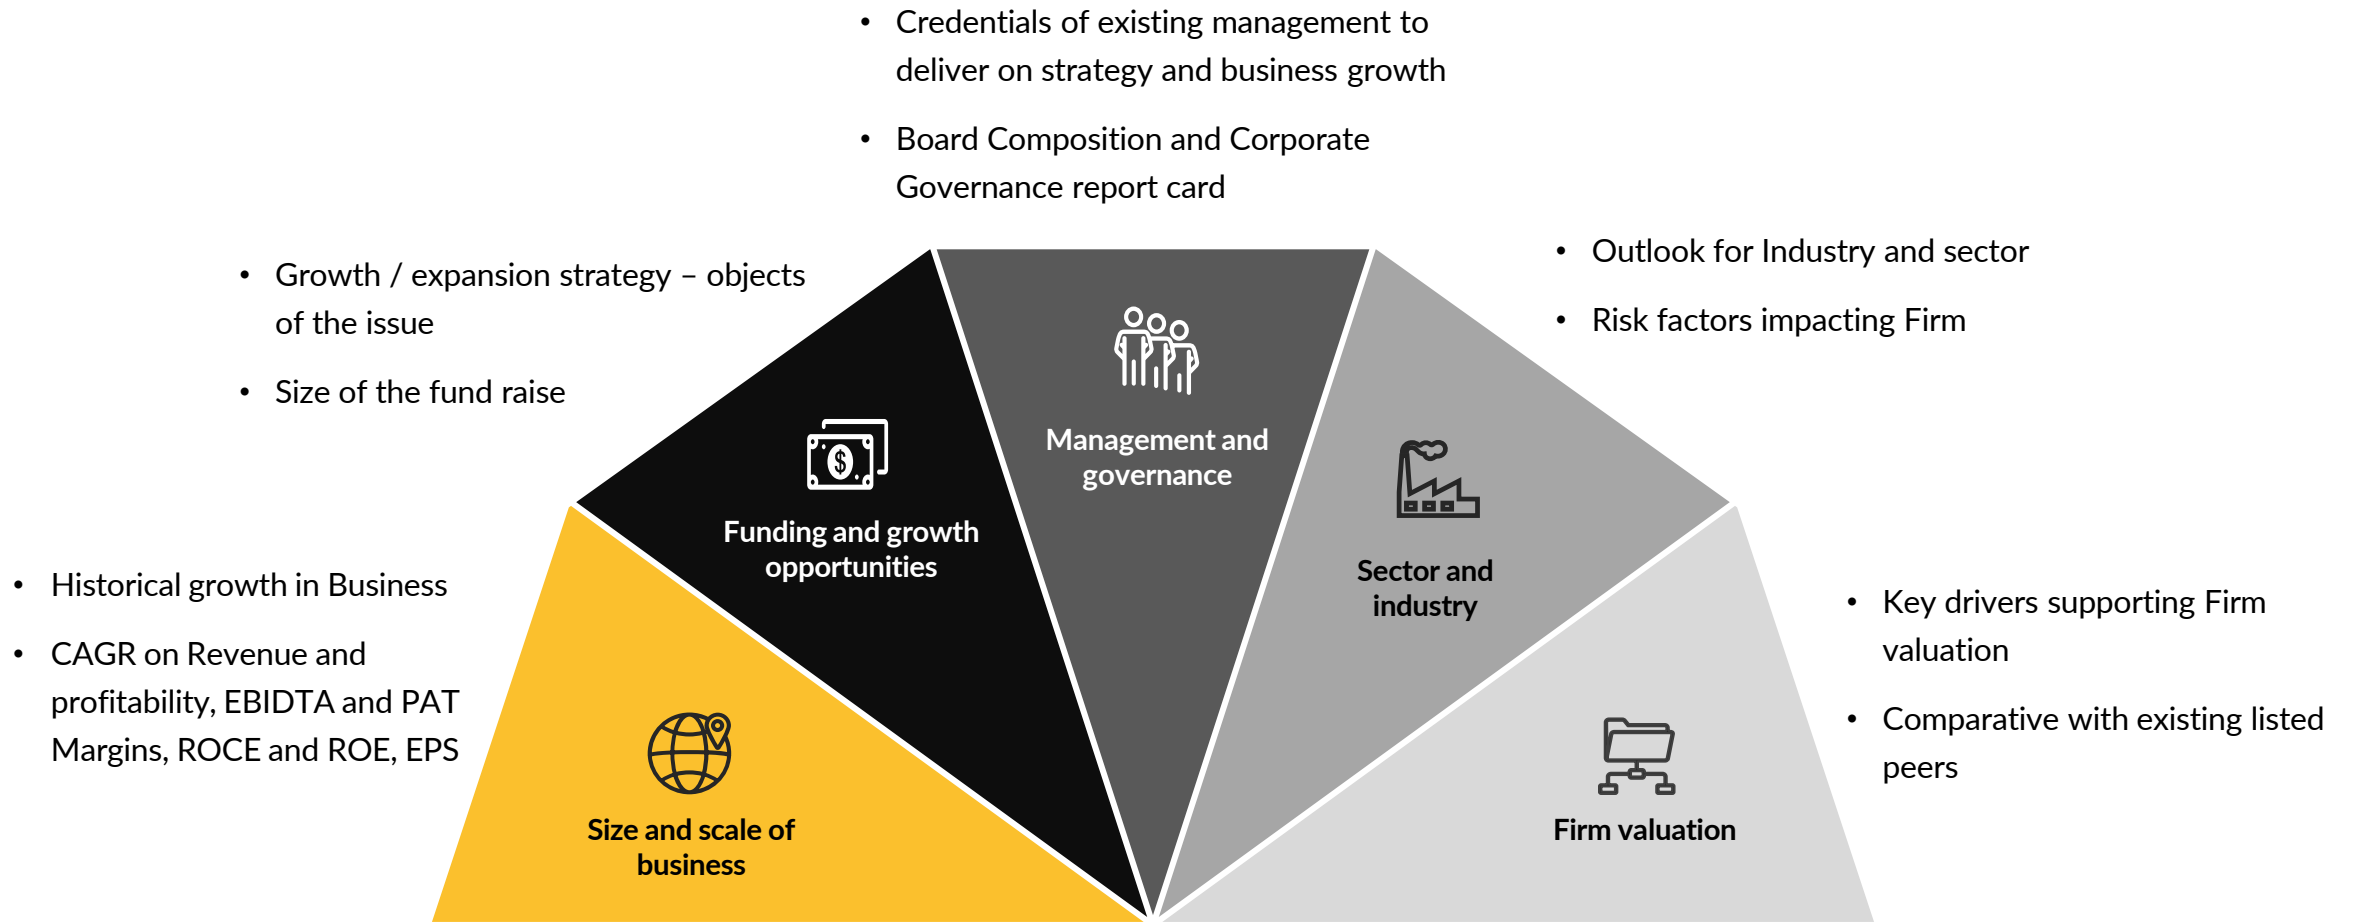 • Credentials of existing management to
deliver on strategy and business growth
• Board Composition and Corporate
Governance report card
• Growth / expansion strategy – objects
of the issue
• Size of the fund raise
• Outlook for Industry and sector
• Risk factors impacting Firm
Management and
governance
$
Funding and growth
opportunities
Sector and
industry
• Historical growth in Business
• CAGR on Revenue and
profitability, EBIDTA and PAT
Margins, ROCE and ROE, EPS
• Key drivers supporting Firm
valuation
• Comparative with existing listed
peers
Size and scale of
business
Firm valuation